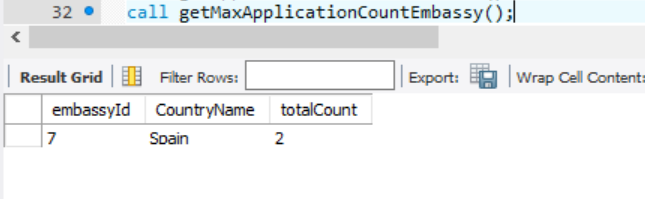 32 call getMaxApplicationCountEmbassy();
<
Result Grid Filter Rows: Export: Wrap Cell Content:
embassyId CountryName totalCount
7 Spain 2